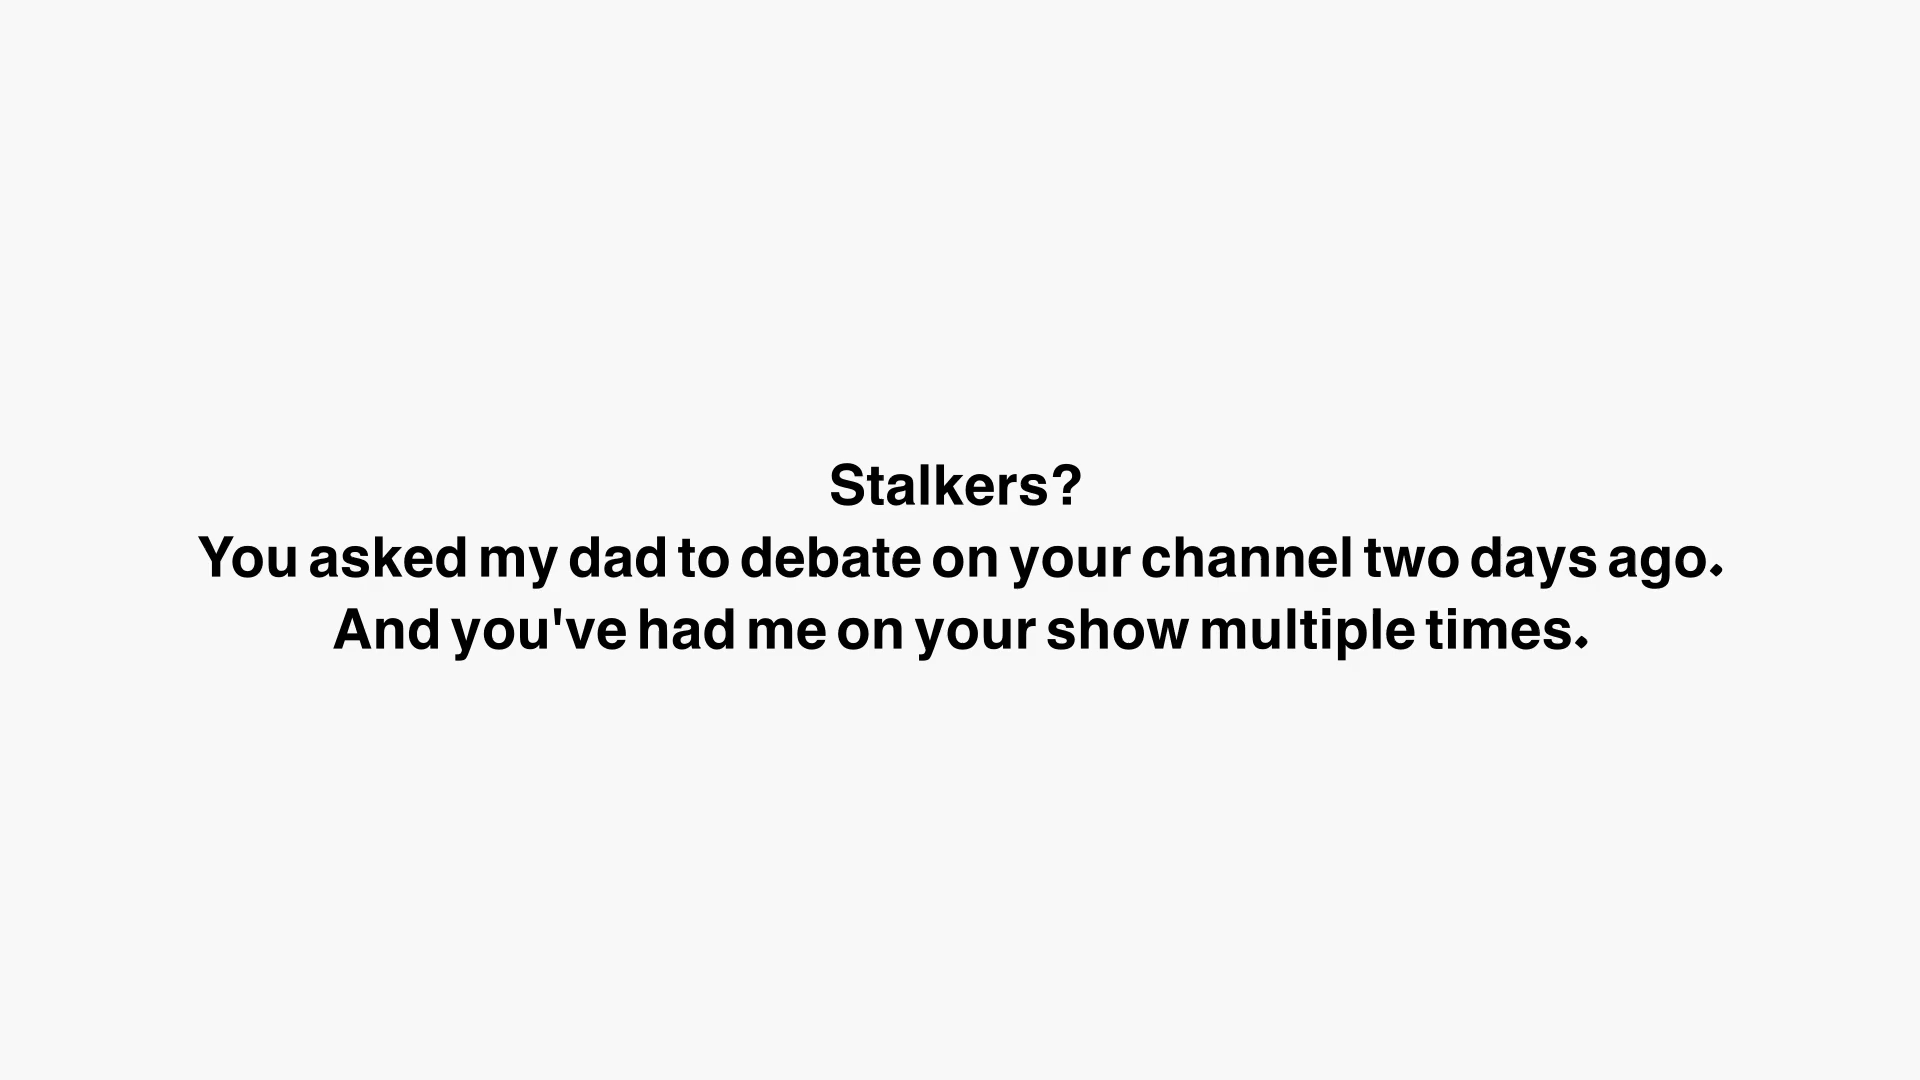 Stalkers?
You asked my dad to debate on your channel two days ago.
And you've had me on your show multiple times.